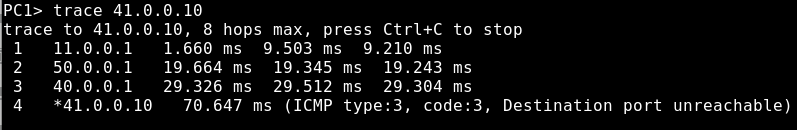 PC1> trace 41.0.0.10
trace to 41.0.0.10, 8 hops max, press Ctrl+C to stop
1   11.0.0.1   1.660 ms  9.503 ms  9.210 ms
2   50.0.0.1   19.664 ms  19.345 ms  19.243 ms
3   40.0.0.1   29.326 ms  29.512 ms  29.304 ms
4   *41.0.0.10   70.647 ms (ICMP type:3, code:3, Destination port unreachable)